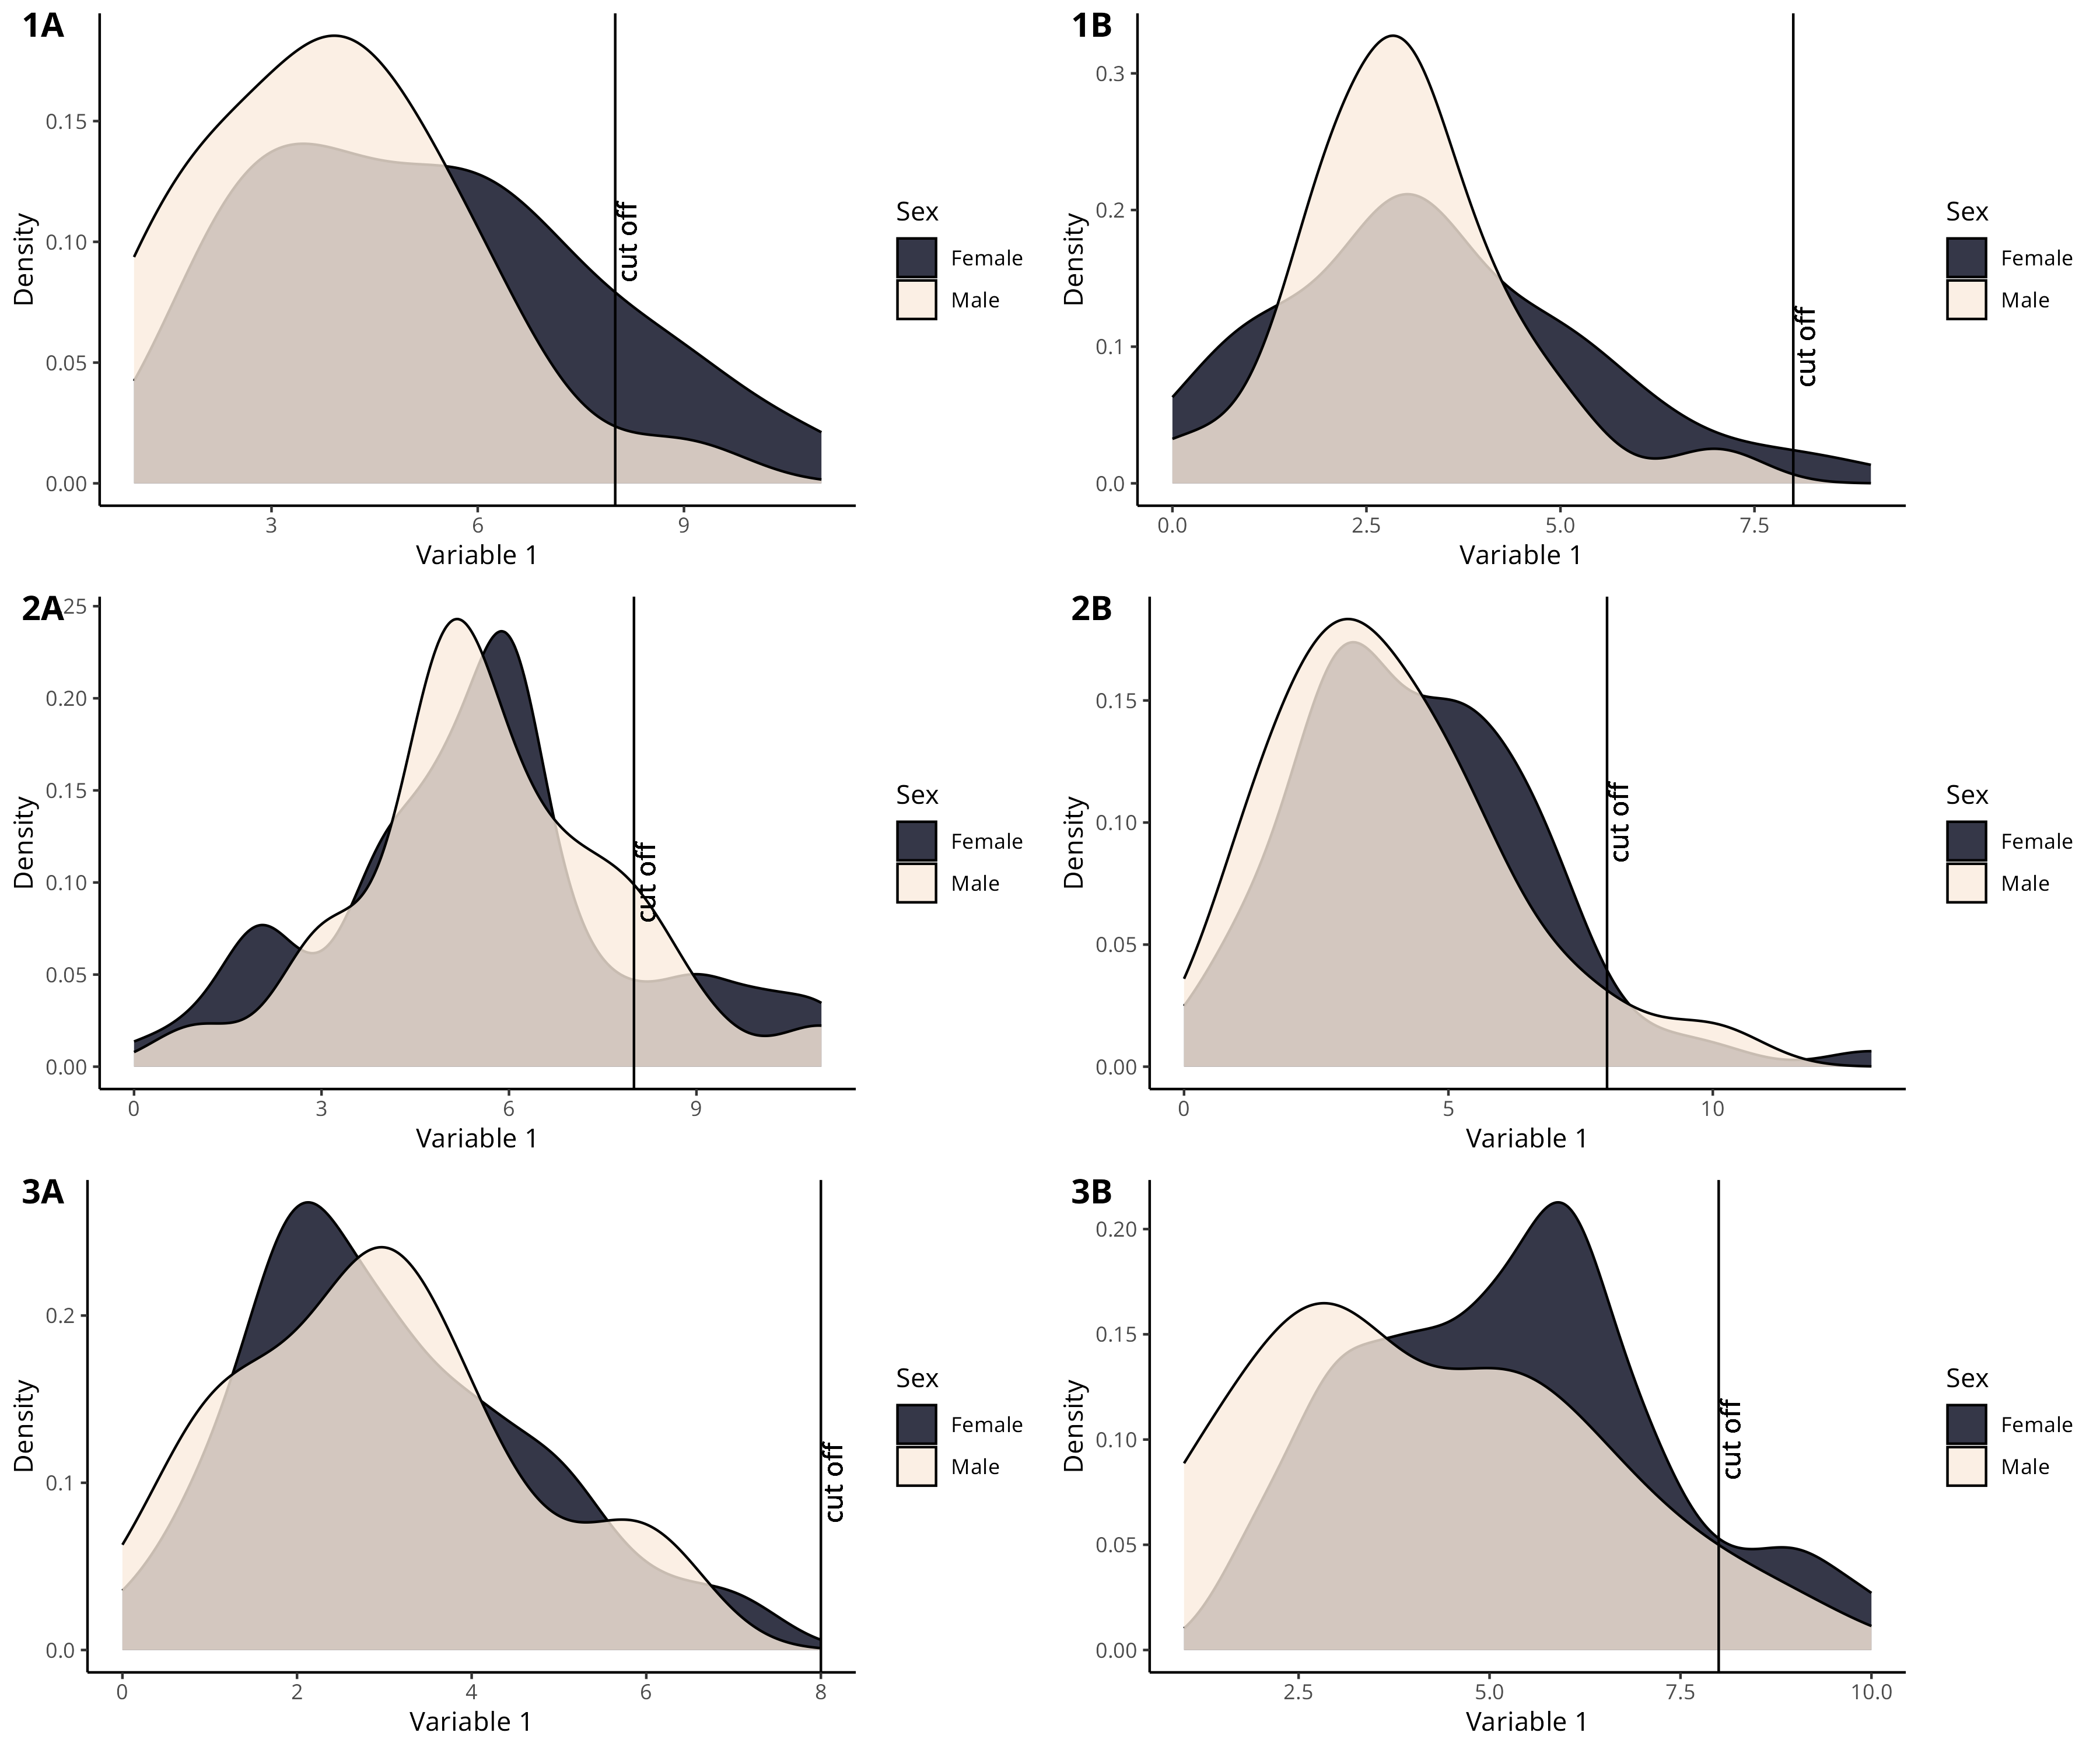 1A
0.15
0.10
0.05
0.00
Density
3 6 9
Variable 1
cut off
Sex
Female
Male
1B
0.3
0.2
0.1
0.0
Density
0.0 2.5 5.0 7.5
Variable 1
cut off
Sex
Female
Male
2A
25
0.20
0.15
0.10
0.05
0.00
Density
0 3 6 9
Variable 1
cut off
Sex
Female
Male
2B
0.15
0.10
0.05
0.00
Density
0 5 10
Variable 1
cut off
Sex
Female
Male
3A
0.2
0.1
0.0
Density
0 2 4 6 8
Variable 1
cut off
Sex
Female
Male
3B
0.20
0.15
0.10
0.05
0.00
Density
2.5 5.0 7.5 10.0
Variable 1
cut off
Sex
Female
Male